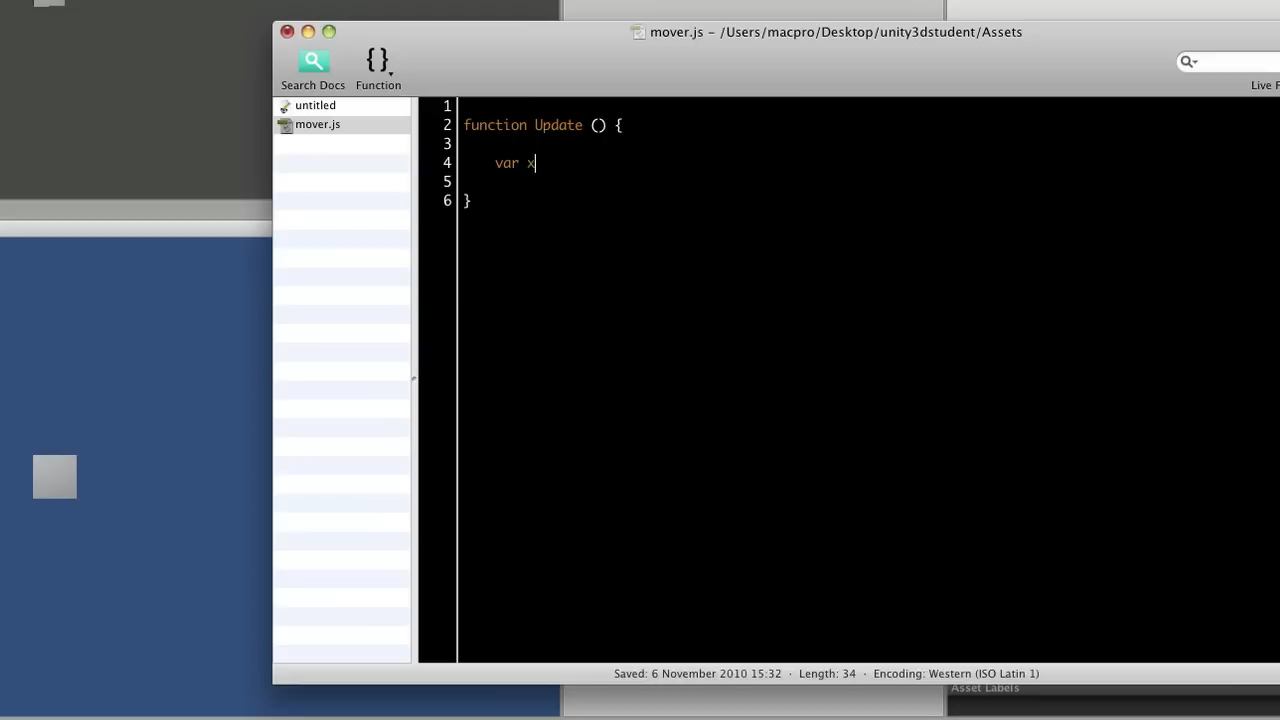 mover.js – /Users/macpro/Desktop/unity3dstudent/Assets
{}
Search Docs
Function
Live F
untitled
mover.js
1
2 function Update () {
3
4 var x
5
6 }
Saved: 6 November 2010 15:32 · Length: 34 · Encoding: Western (ISO Latin 1)
Asset Labels